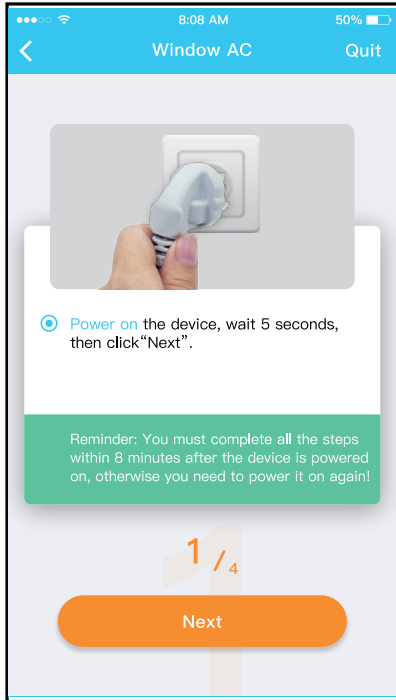 8:08 AM
50%
Window AC
Quit
Power on the device, wait 5 seconds,
then click“Next”.
Reminder: You must complete all the steps
within 8 minutes after the device is powered
on, otherwise you need to power it on again!
1/4
Next